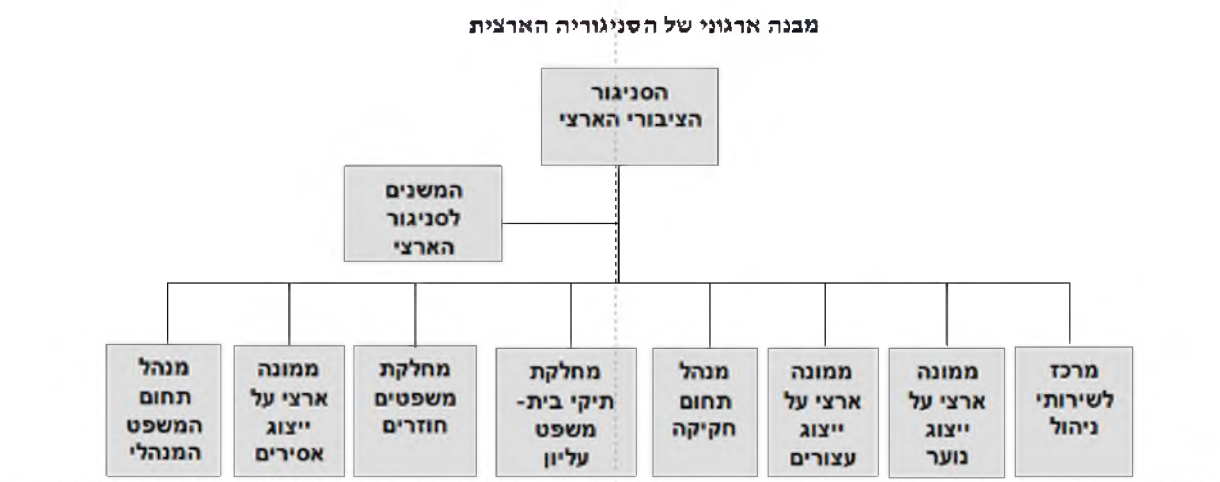 מבנה ארגוני של הסניגוריה הארצית
הסניגור
הציבורי הארצי
המשנים
לסניגור
הארצי
מרכז
לשירותי
ניהול
ממונה
ארצי על
ייצוג
נוער
ממונה
ארצי על
ייצוג
עצורים
מנהל
תחום
חקיקה
מחלקת
תיקי בית-
משפט
עליון
מחלקת
משפטים
חוזרים
ממונה
ארצי על
ייצוג
אסירים
מנהל
תחום
המשפט
המנהלי